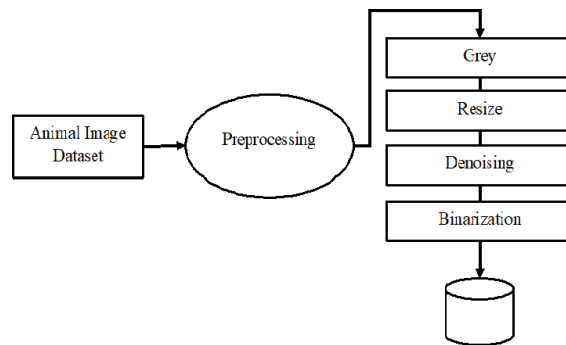 Animal Image
Dataset
Preprocessing
Grey
Resize
Denoising
Binarization